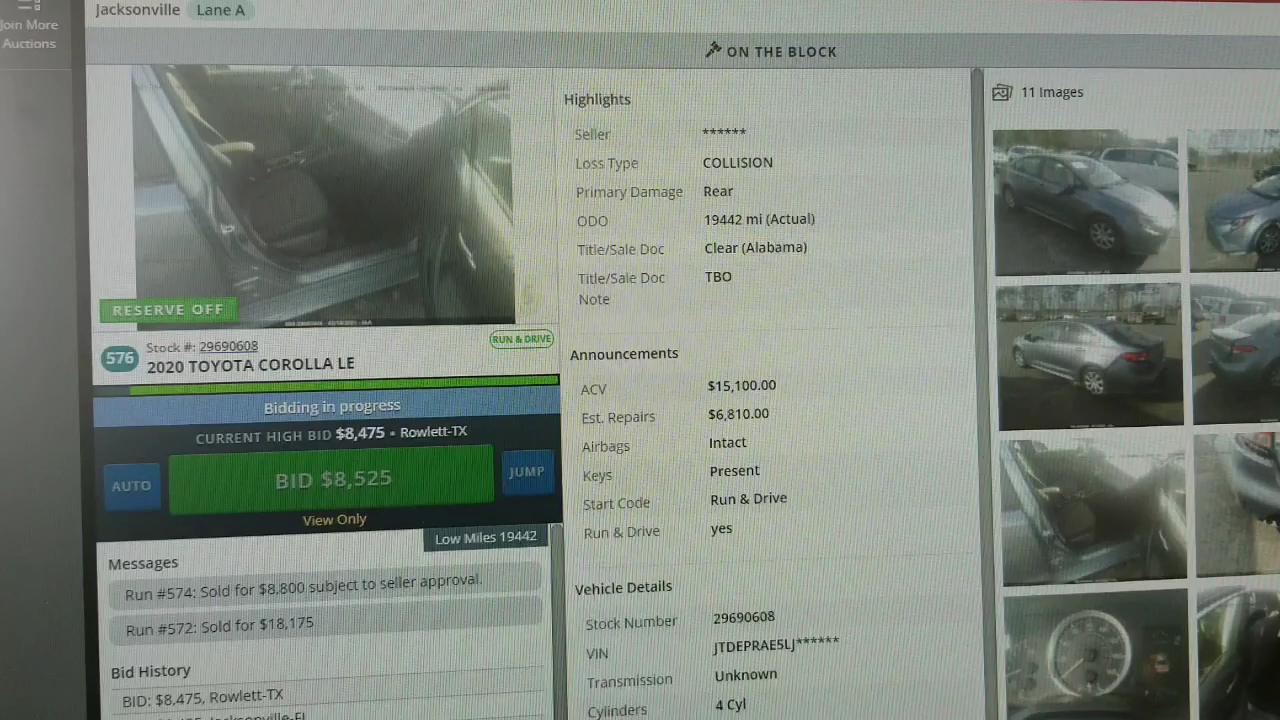 Join More
Auctions
Jacksonville Lane A
ON THE BLOCK
RESERVE OFF
576
Stock #: 29690608
RUN & DRIVE
2020 TOYOTA COROLLA LE
Bidding in progress
CURRENT HIGH BID $8,475 • Rowlett-TX
AUTO
BID $8,525
JUMP
View Only
Low Miles 19442
Messages
Run #574: Sold for $8,800 subject to seller approval.
Run #572: Sold for $18,175
Bid History
BID: $8,475, Rowlett-TX
Highlights
Seller ******
Loss Type COLLISION
Primary Damage Rear
ODO 19442 mi (Actual)
Title/Sale Doc Clear (Alabama)
Title/Sale Doc TBO
Note
Announcements
ACV $15,100.00
Est. Repairs $6,810.00
Airbags Intact
Keys Present
Start Code Run & Drive
Run & Drive yes
Vehicle Details
Stock Number 29690608
VIN JTDEPRAE5LJ******
Transmission Unknown
Cylinders 4 Cyl
11 Images